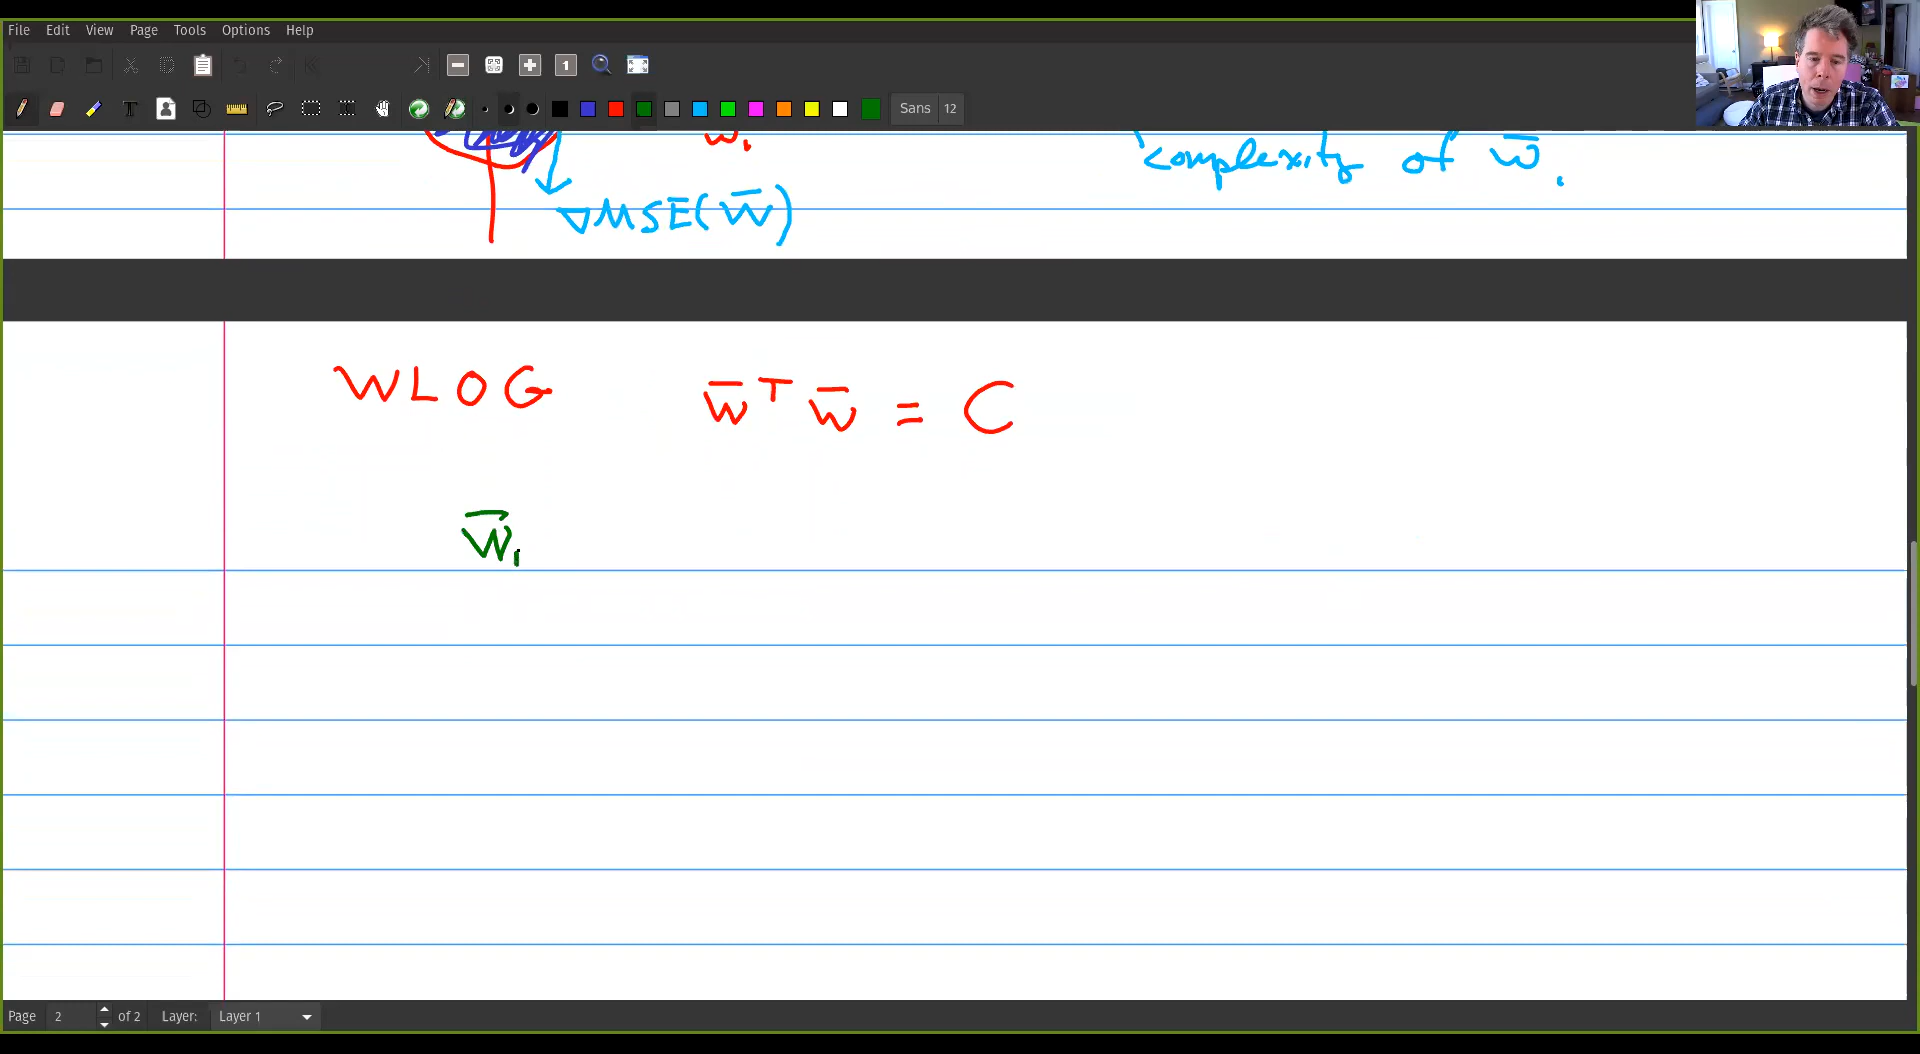 File Edit View Page Tools Options Help
Sans 12
w₁
complexity of w̄.
∇MSE(w̄)
WLOG w̄ᵀw̄ = C
w⃗₁
Page 2 of 2 Layer: Layer 1